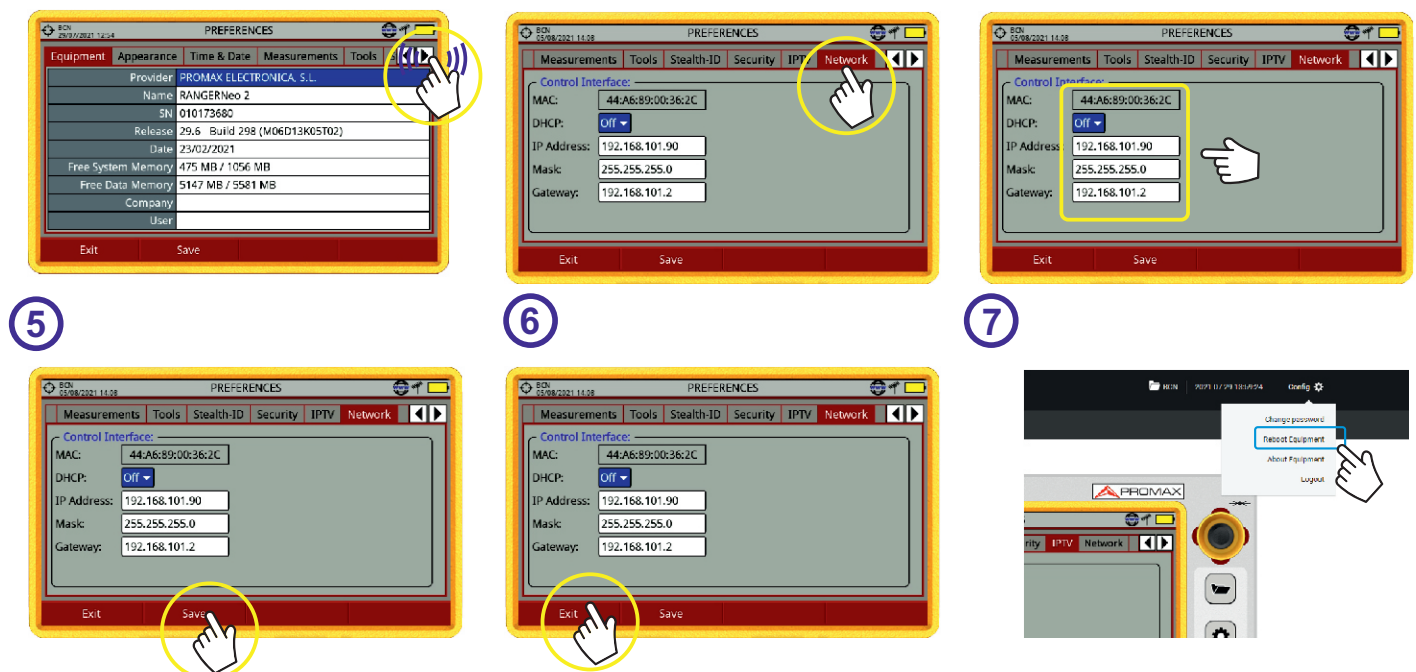 BCN
29/07/2021 12:54
PREFERENCES
Equipment Appearance Time & Date Measurements Tools
Provider PROMAX ELECTRONICA, S.L.
Name RANGERNeo 2
SN 010173680
Release 29.6 Build 298 (M06D13K05T02)
Date 23/02/2021
Free System Memory 475 MB / 1056 MB
Free Data Memory 5147 MB / 5581 MB
Company
User
Exit Save
BCN
05/08/2021 14:08
PREFERENCES
Measurements Tools Stealth-ID Security IPTV Network
Control Interface:
MAC: 44:A6:89:00:36:2C
DHCP: Off
IP Address: 192.168.101.90
Mask: 255.255.255.0
Gateway: 192.168.101.2
Exit Save
BCN
05/08/2021 14:08
PREFERENCES
Measurements Tools Stealth-ID Security IPTV Network
Control Interface:
MAC: 44:A6:89:00:36:2C
DHCP: Off
IP Address: 192.168.101.90
Mask: 255.255.255.0
Gateway: 192.168.101.2
Exit Save
5
6
7
BCN
05/08/2021 14:08
PREFERENCES
Measurements Tools Stealth-ID Security IPTV Network
Control Interface:
MAC: 44:A6:89:00:36:2C
DHCP: Off
IP Address: 192.168.101.90
Mask: 255.255.255.0
Gateway: 192.168.101.2
Exit Save
BCN
05/08/2021 14:08
PREFERENCES
Measurements Tools Stealth-ID Security IPTV Network
Control Interface:
MAC: 44:A6:89:00:36:2C
DHCP: Off
IP Address: 192.168.101.90
Mask: 255.255.255.0
Gateway: 192.168.101.2
Exit Save
BCN Config
Change password
Reboot Equipment
About Equipment
Logout
PROMAX
rity IPTV Network